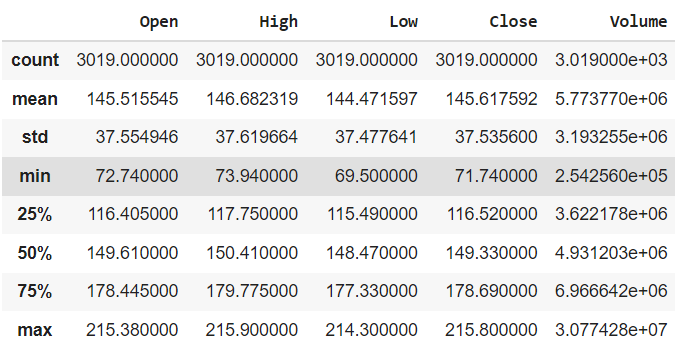 Open High Low Close Volume
count 3019.000000 3019.000000 3019.000000 3019.000000 3.019000e+03
mean 145.515545 146.682319 144.471597 145.617592 5.773770e+06
std 37.554946 37.619664 37.477641 37.535600 3.193255e+06
min 72.740000 73.940000 69.500000 71.740000 2.542560e+05
25% 116.405000 117.750000 115.490000 116.520000 3.622178e+06
50% 149.610000 150.410000 148.470000 149.330000 4.931203e+06
75% 178.445000 179.775000 177.330000 178.690000 6.966642e+06
max 215.380000 215.900000 214.300000 215.800000 3.077428e+07